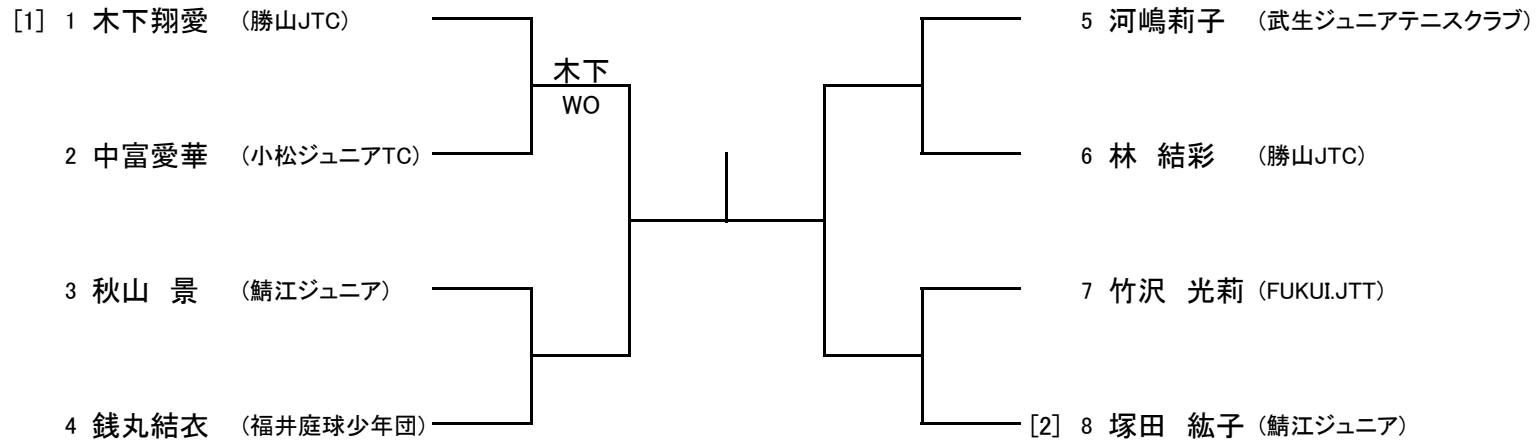 [1] 1 木下翔愛 (勝山JTC)
木下
WO
2 中富愛華 (小松ジュニアTC)
3 秋山 景 (鯖江ジュニア)
4 銭丸結衣 (福井庭球少年団)
5 河嶋莉子 (武生ジュニアテニスクラブ)
6 林 結彩 (勝山JTC)
7 竹沢 光莉 (FUKUI.JTT)
[2] 8 塚田 紘子 (鯖江ジュニア)